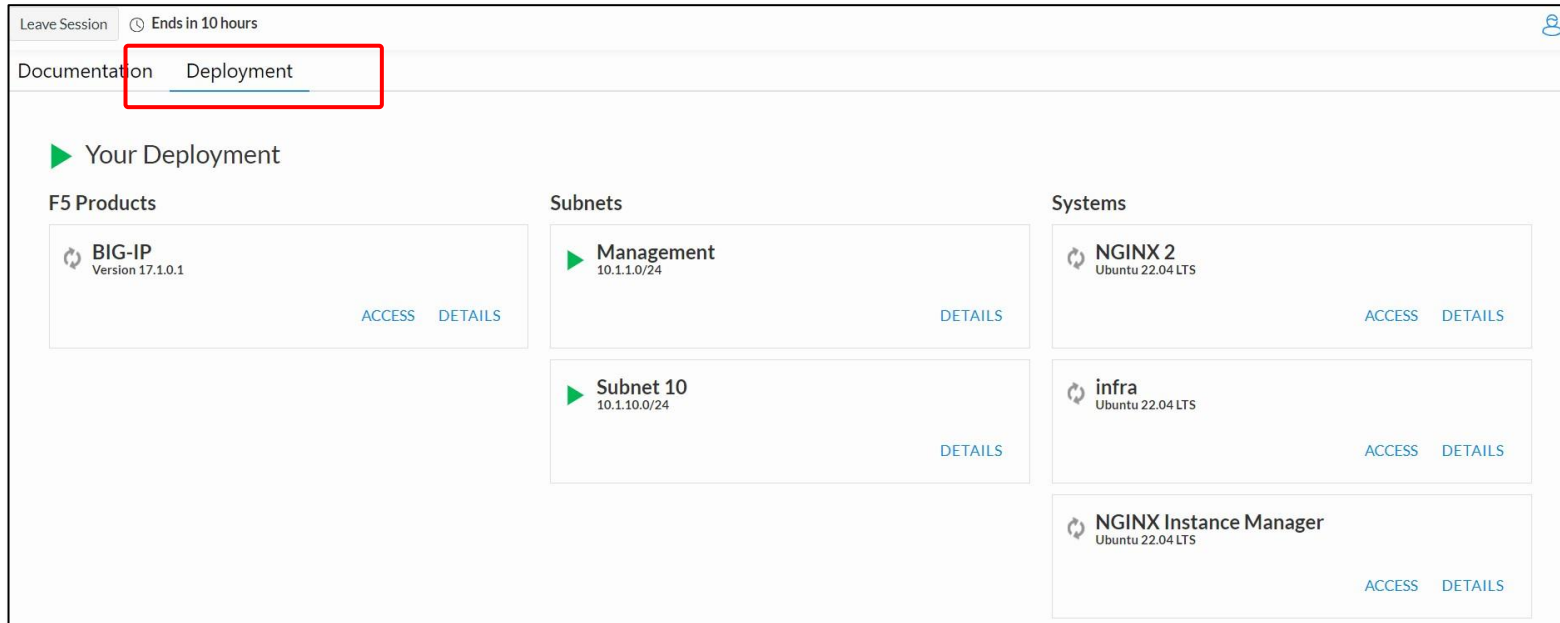 Leave Session Ends in 10 hours
Documentation Deployment
Your Deployment
F5 Products
BIG-IP
Version 17.1.0.1
ACCESS DETAILS
Subnets
Management
10.1.1.0/24
DETAILS
Subnet 10
10.1.10.0/24
DETAILS
Systems
NGINX 2
Ubuntu 22.04 LTS
ACCESS DETAILS
infra
Ubuntu 22.04 LTS
ACCESS DETAILS
NGINX Instance Manager
Ubuntu 22.04 LTS
ACCESS DETAILS